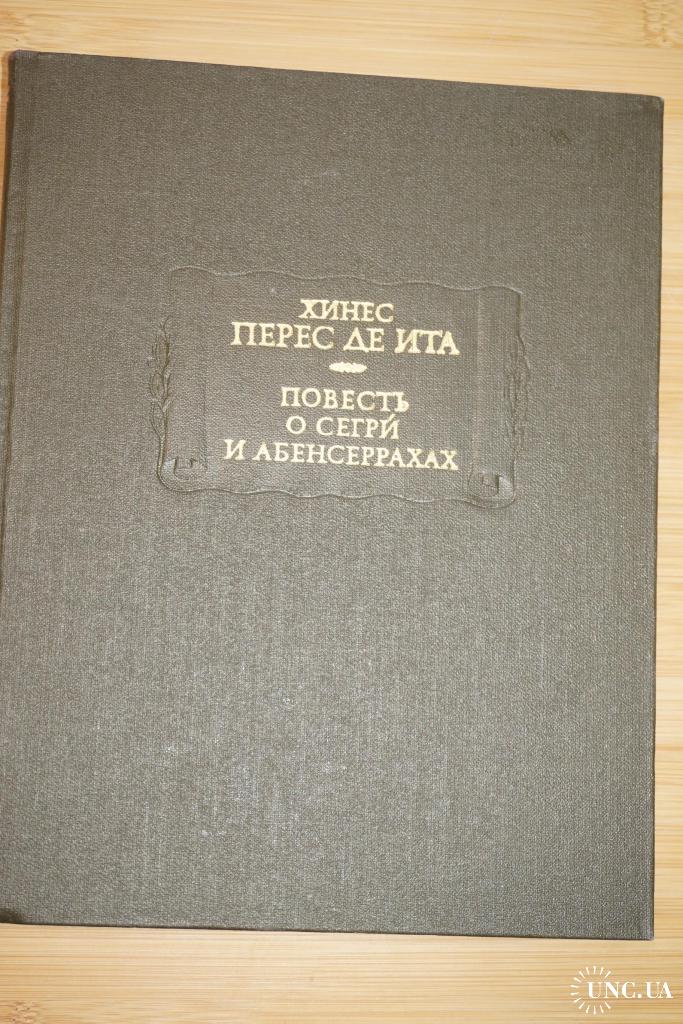 ХИНЕС
ПЕРЕС ДЕ ИТА
ПОВЕСТЬ
О СЕГРИ́
И АБЕНСЕРРАХАХ
UNC.UA